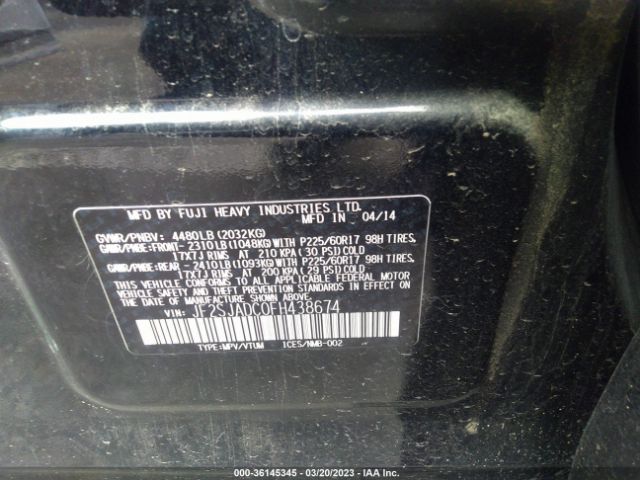 MFD BY FUJI HEAVY INDUSTRIES LTD.
MFD IN 04/14
GVWR/PNBV: 4480LB (2032KG)
GAWR/PNBE:FRONT-2310LB(1048KG)WITH P225/60R17 98H TIRES,
17X7J RIMS AT 210 KPA ( 30 PSI) COLD
GAWR/PNBE:REAR -2410LB(1093KG)WITH P225/60R17 98H TIRES,
17X7J RIMS AT 200 KPA ( 29 PSI) COLD
THIS VEHICLE CONFORMS TO ALL APPLICABLE FEDERAL MOTOR
VEHICLE SAFETY AND THEFT PREVENTION STANDARDS IN EFFECT
ON THE DATE OF MANUFACTURE SHOWN ABOVE.
VIN: JF2SJADC0FH438674
TYPE:MPV/VTUM ICES/NMB-002
000-36145345 | 03/20/2023 | IAA Inc.